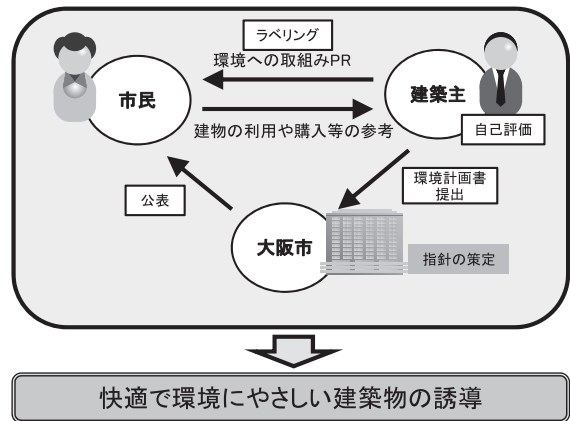 ラベリング
環境への取組みPR
市民
建築主
建物の利用や購入等の参考
自己評価
公表
環境計画書
提出
大阪市
指針の策定
快適で環境にやさしい建築物の誘導